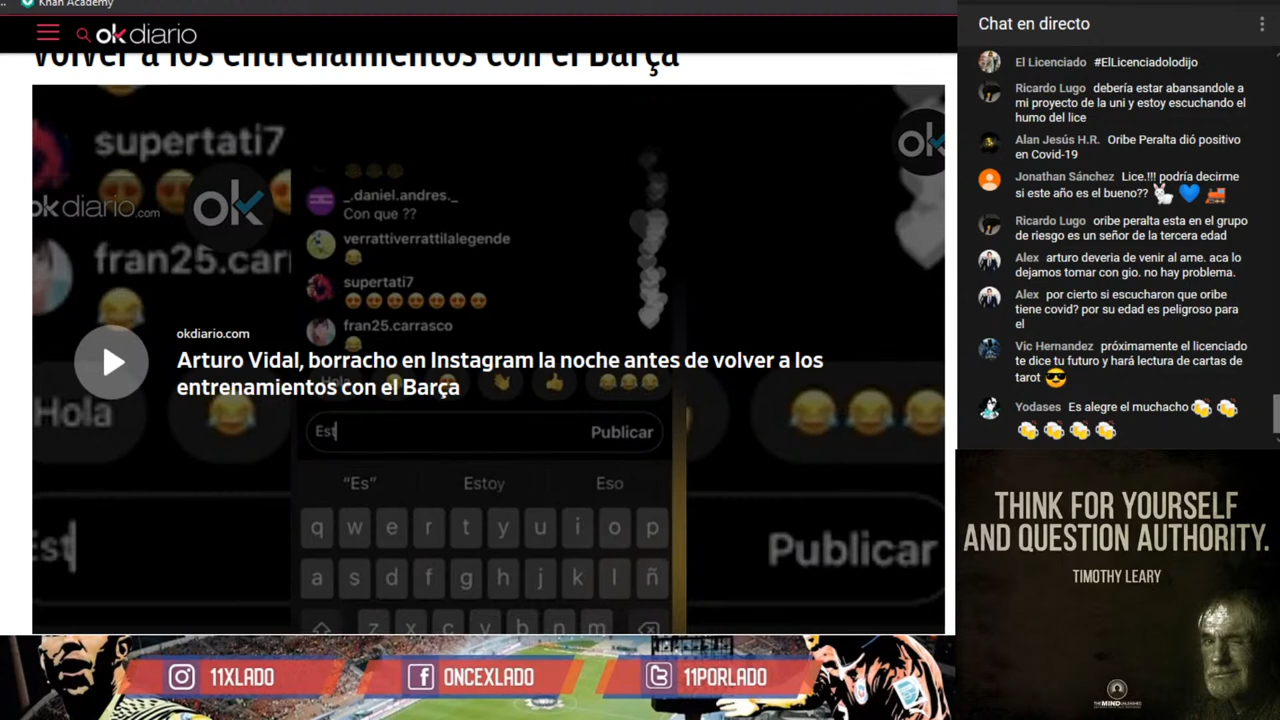 Khan Academy
okdiario
volver a los entrenamientos con el Barça
supertati7
okdiario.com
ok
ok
fran25.carr
Hola
Est
Publicar
_.daniel.andres._
Con que ??
verrattiverrattilalegende
supertati7
fran25.carrasco
okdiario.com
Arturo Vidal, borracho en Instagram la noche antes de volver a los
entrenamientos con el Barça
Est
Publicar
“Es” Estoy Eso
q w e r t y u i o p
a s d f g h j k l ñ
z x c v b n m
11XLADO
ONCEXLADO
11PORLADO
Chat en directo
El Licenciado #ElLicenciadolodijo
Ricardo Lugo debería estar abansandole a
mi proyecto de la uni y estoy escuchando el
humo del lice
Alan Jesús H.R. Oribe Peralta dió positivo
en Covid-19
Jonathan Sánchez Lice.!!! podría decirme
si este año es el bueno??
Ricardo Lugo oribe peralta esta en el grupo
de riesgo es un señor de la tercera edad
Alex arturo deveria de venir al ame. aca lo
dejamos tomar con gio. no hay problema.
Alex por cierto si escucharon que oribe
tiene covid? por su edad es peligroso para
el
Vic Hernandez próximamente el licenciado
te dice tu futuro y hará lectura de cartas de
tarot
Yodases Es alegre el muchacho
THINK FOR YOURSELF
AND QUESTION AUTHORITY.
TIMOTHY LEARY
THE MIND UNLEASHED